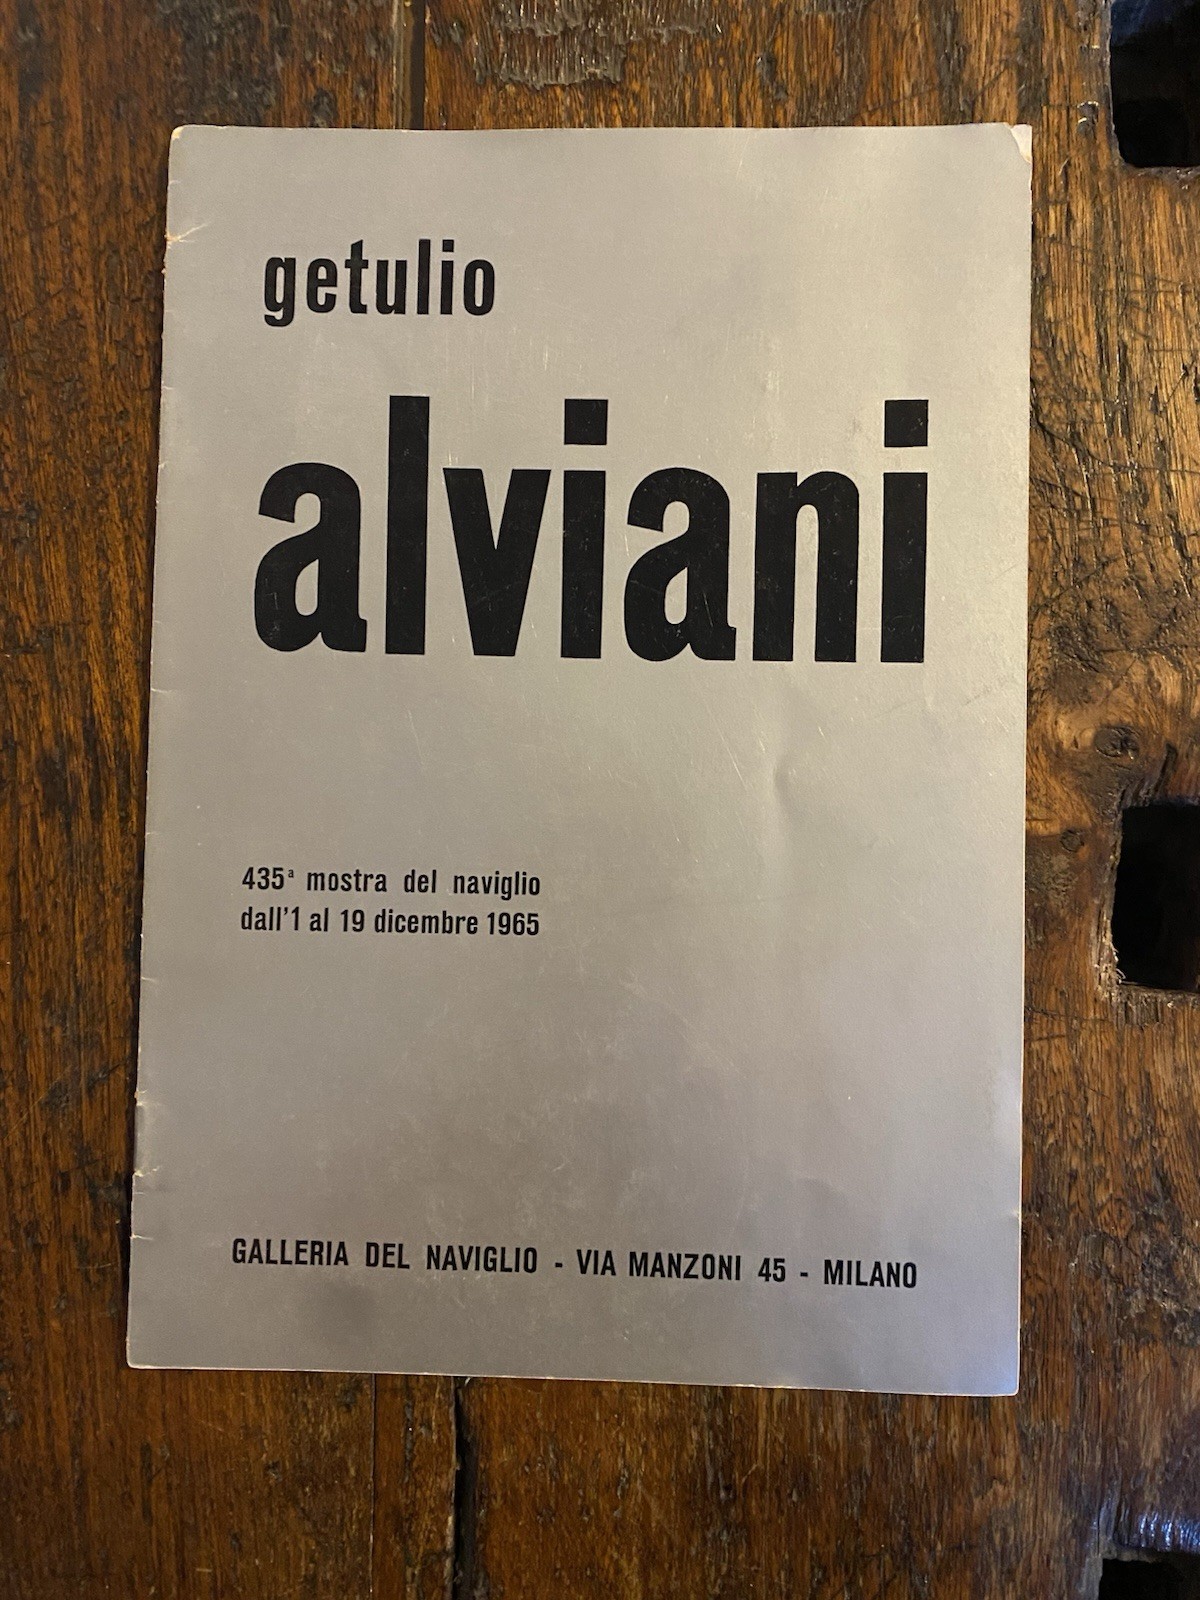 getulio
alviani
435ª mostra del naviglio
dall'1 al 19 dicembre 1965
GALLERIA DEL NAVIGLIO - VIA MANZONI 45 - MILANO